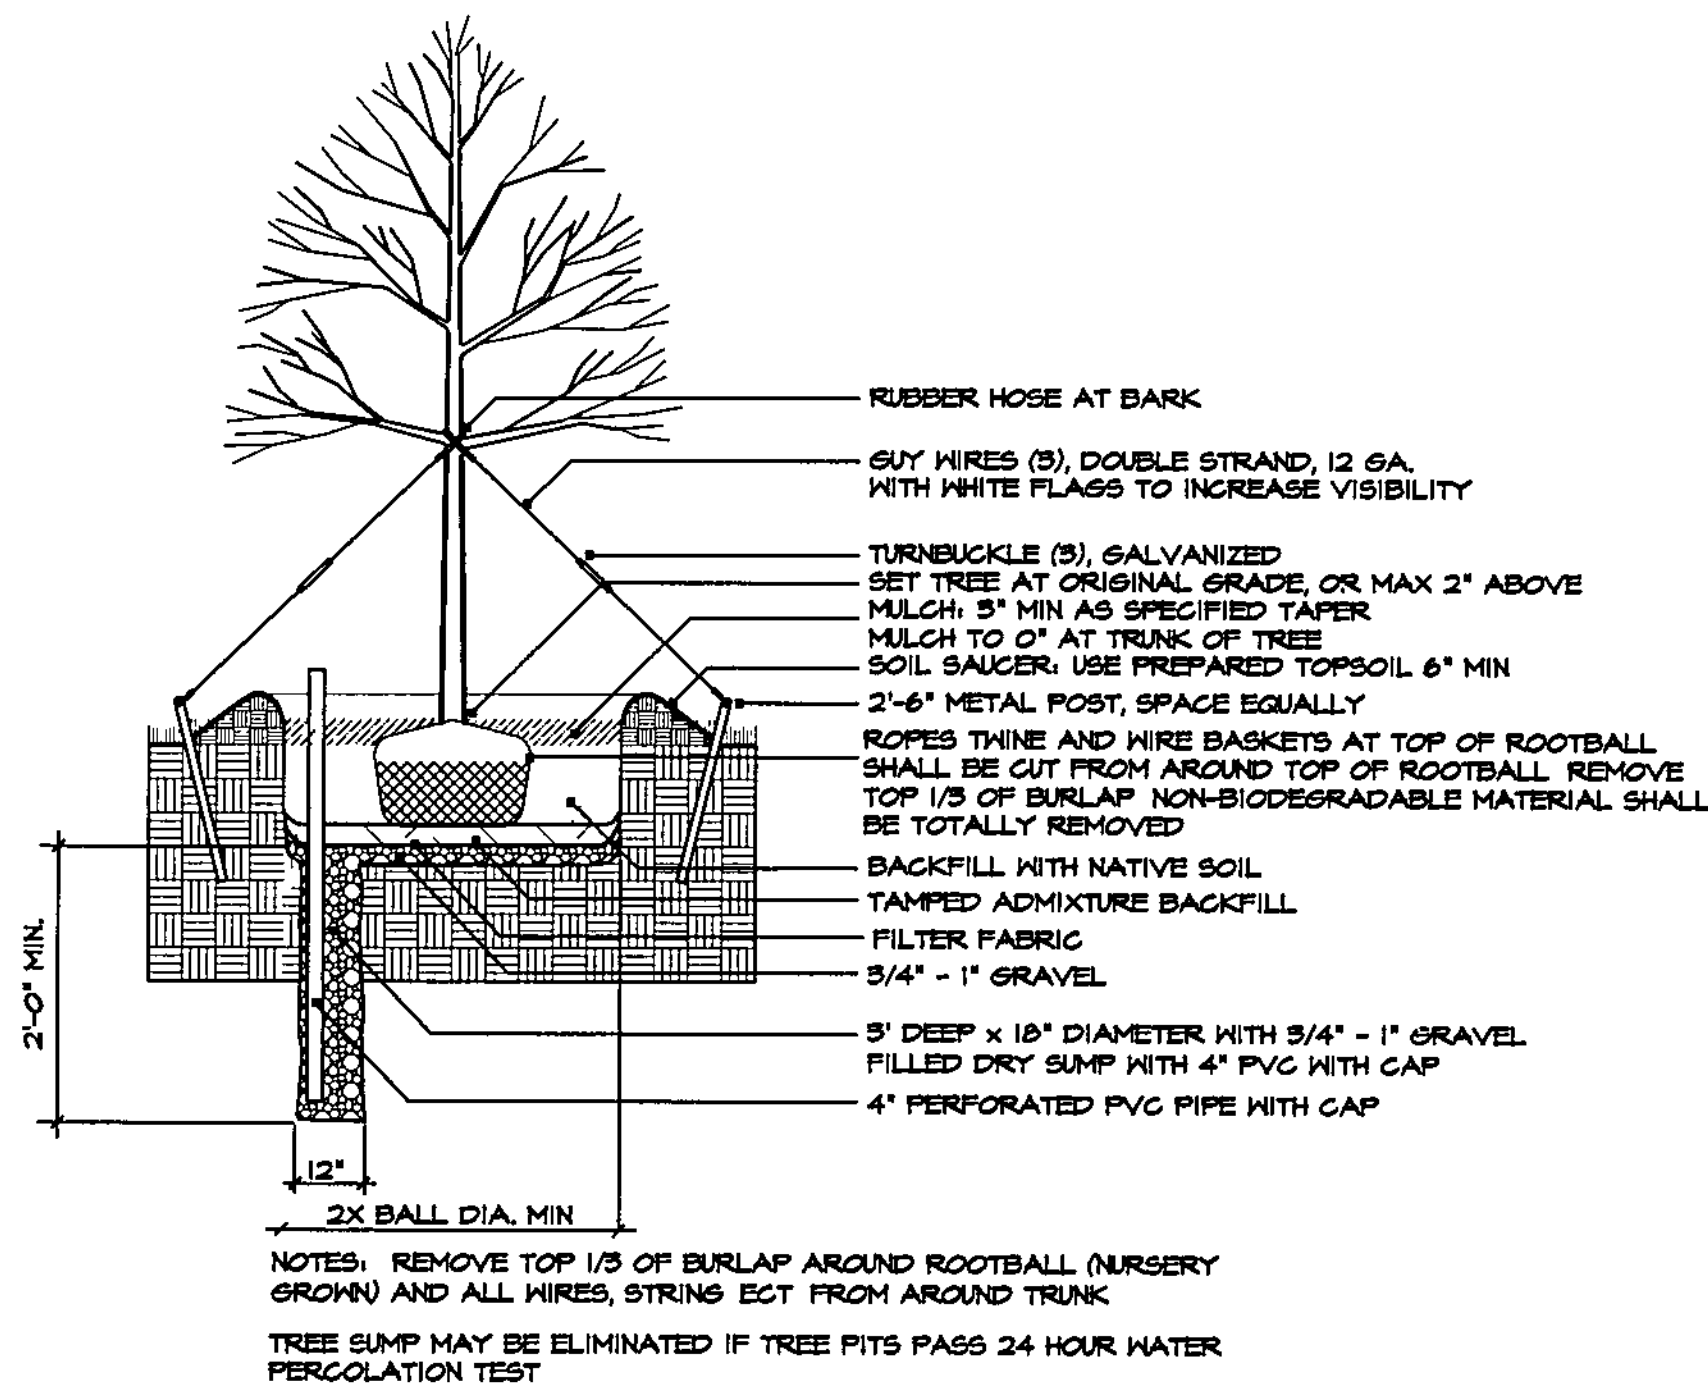 RUBBER HOSE AT BARK
GUY WIRES (3), DOUBLE STRAND, 12 GA.
WITH WHITE FLAGS TO INCREASE VISIBILITY
TURNBUCKLE (3), GALVANIZED
SET TREE AT ORIGINAL GRADE, OR MAX 2" ABOVE
MULCH: 3" MIN AS SPECIFIED TAPER
MULCH TO 0" AT TRUNK OF TREE
SOIL SAUCER: USE PREPARED TOPSOIL 6" MIN
2'-6" METAL POST, SPACE EQUALLY
ROPES TWINE AND WIRE BASKETS AT TOP OF ROOTBALL
SHALL BE CUT FROM AROUND TOP OF ROOTBALL REMOVE
TOP 1/3 OF BURLAP NON-BIODEGRADABLE MATERIAL SHALL
BE TOTALLY REMOVED
BACKFILL WITH NATIVE SOIL
TAMPED ADMIXTURE BACKFILL
FILTER FABRIC
3/4" - 1" GRAVEL
3' DEEP x 18" DIAMETER WITH 3/4" - 1" GRAVEL
FILLED DRY SUMP WITH 4" PVC WITH CAP
4" PERFORATED PVC PIPE WITH CAP
2'-0" MIN.
12"
2X BALL DIA. MIN
NOTES: REMOVE TOP 1/3 OF BURLAP AROUND ROOTBALL (NURSERY
GROWN) AND ALL WIRES, STRING ECT FROM AROUND TRUNK
TREE SUMP MAY BE ELIMINATED IF TREE PITS PASS 24 HOUR WATER
PERCOLATION TEST